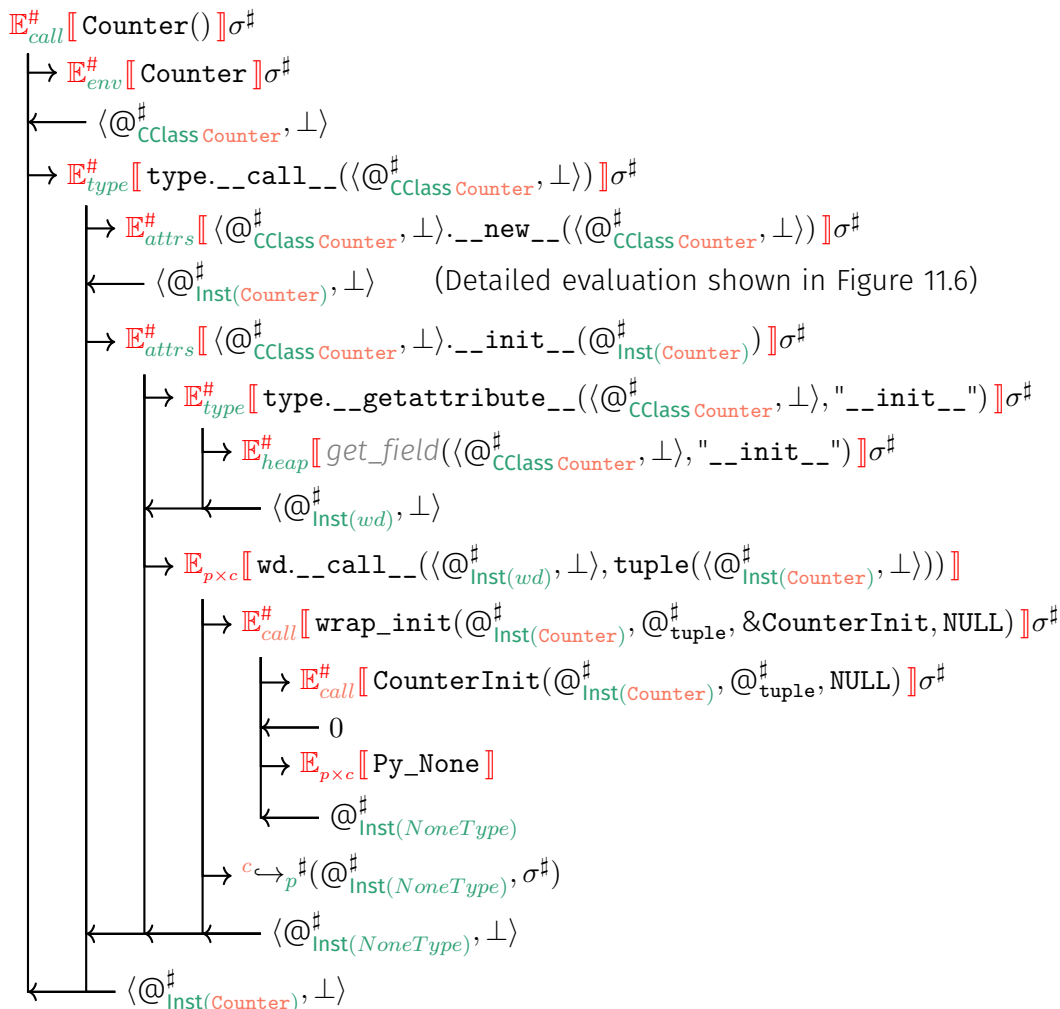 𝔼#call⟦ Counter() ⟧σ♯
→ 𝔼#env⟦ Counter ⟧σ♯
← ⟨@♯CClass Counter, ⊥⟩
→ 𝔼#type⟦ type.__call__(⟨@♯CClass Counter, ⊥⟩) ⟧σ♯
→ 𝔼#attrs⟦ ⟨@♯CClass Counter, ⊥⟩.__new__(⟨@♯CClass Counter, ⊥⟩) ⟧σ♯
← ⟨@♯Inst(Counter), ⊥⟩ (Detailed evaluation shown in Figure 11.6)
→ 𝔼#attrs⟦ ⟨@♯CClass Counter, ⊥⟩.__init__(@♯Inst(Counter)) ⟧σ♯
→ 𝔼#type⟦ type.__getattribute__(⟨@♯CClass Counter, ⊥⟩, "__init__") ⟧σ♯
→ 𝔼#heap⟦ get_field(⟨@♯CClass Counter, ⊥⟩, "__init__") ⟧σ♯
← ⟨@♯Inst(wd), ⊥⟩
→ 𝔼p×c⟦ wd.__call__(⟨@♯Inst(wd), ⊥⟩, tuple(⟨@♯Inst(Counter), ⊥⟩)) ⟧
→ 𝔼#call⟦ wrap_init(@♯Inst(Counter), @♯tuple, &CounterInit, NULL) ⟧σ♯
→ 𝔼#call⟦ CounterInit(@♯Inst(Counter), @♯tuple, NULL) ⟧σ♯
← 0
→ 𝔼p×c⟦ Py_None ⟧
← @♯Inst(NoneType)
→ c↪p♯(@♯Inst(NoneType), σ♯)
← ⟨@♯Inst(NoneType), ⊥⟩
← ⟨@♯Inst(Counter), ⊥⟩